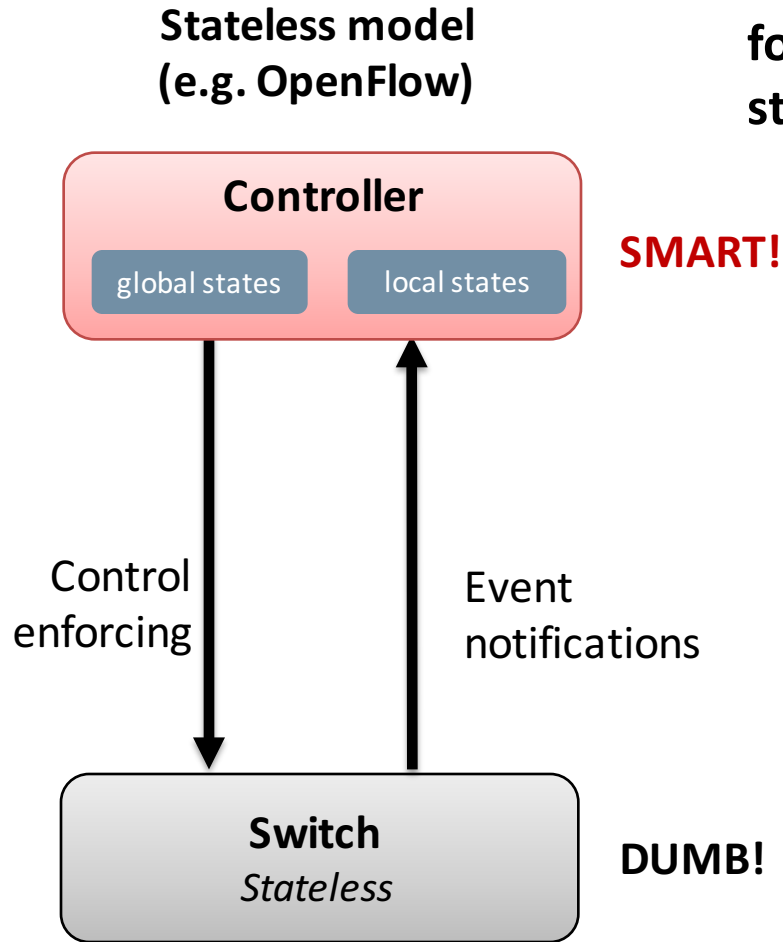 Stateless model
(e.g. OpenFlow)
Controller
global states
local states
SMART!
Control
enforcing
Event
notifications
Switch
Stateless
DUMB!